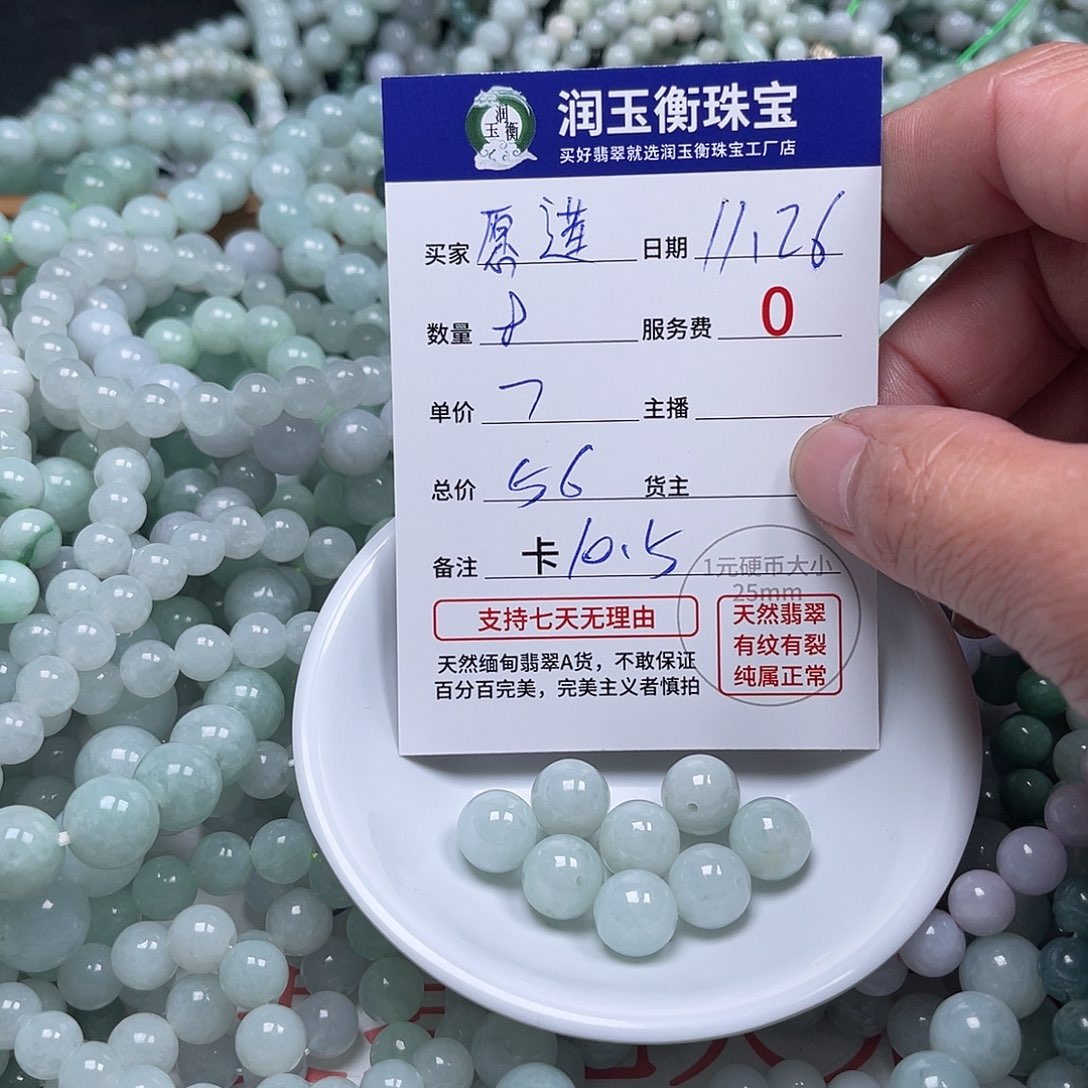 润玉衡
润玉衡珠宝
买好翡翠就选润玉衡珠宝工厂店
买家 愿莲 日期 11.26
数量 8 服务费 0
单价 7 主播
总价 56 货主
备注 卡10.5
1元硬币大小
25mm
支持七天无理由
天然缅甸翡翠A货，不敢保证
百分百完美，完美主义者慎拍
天然翡翠
有纹有裂
纯属正常